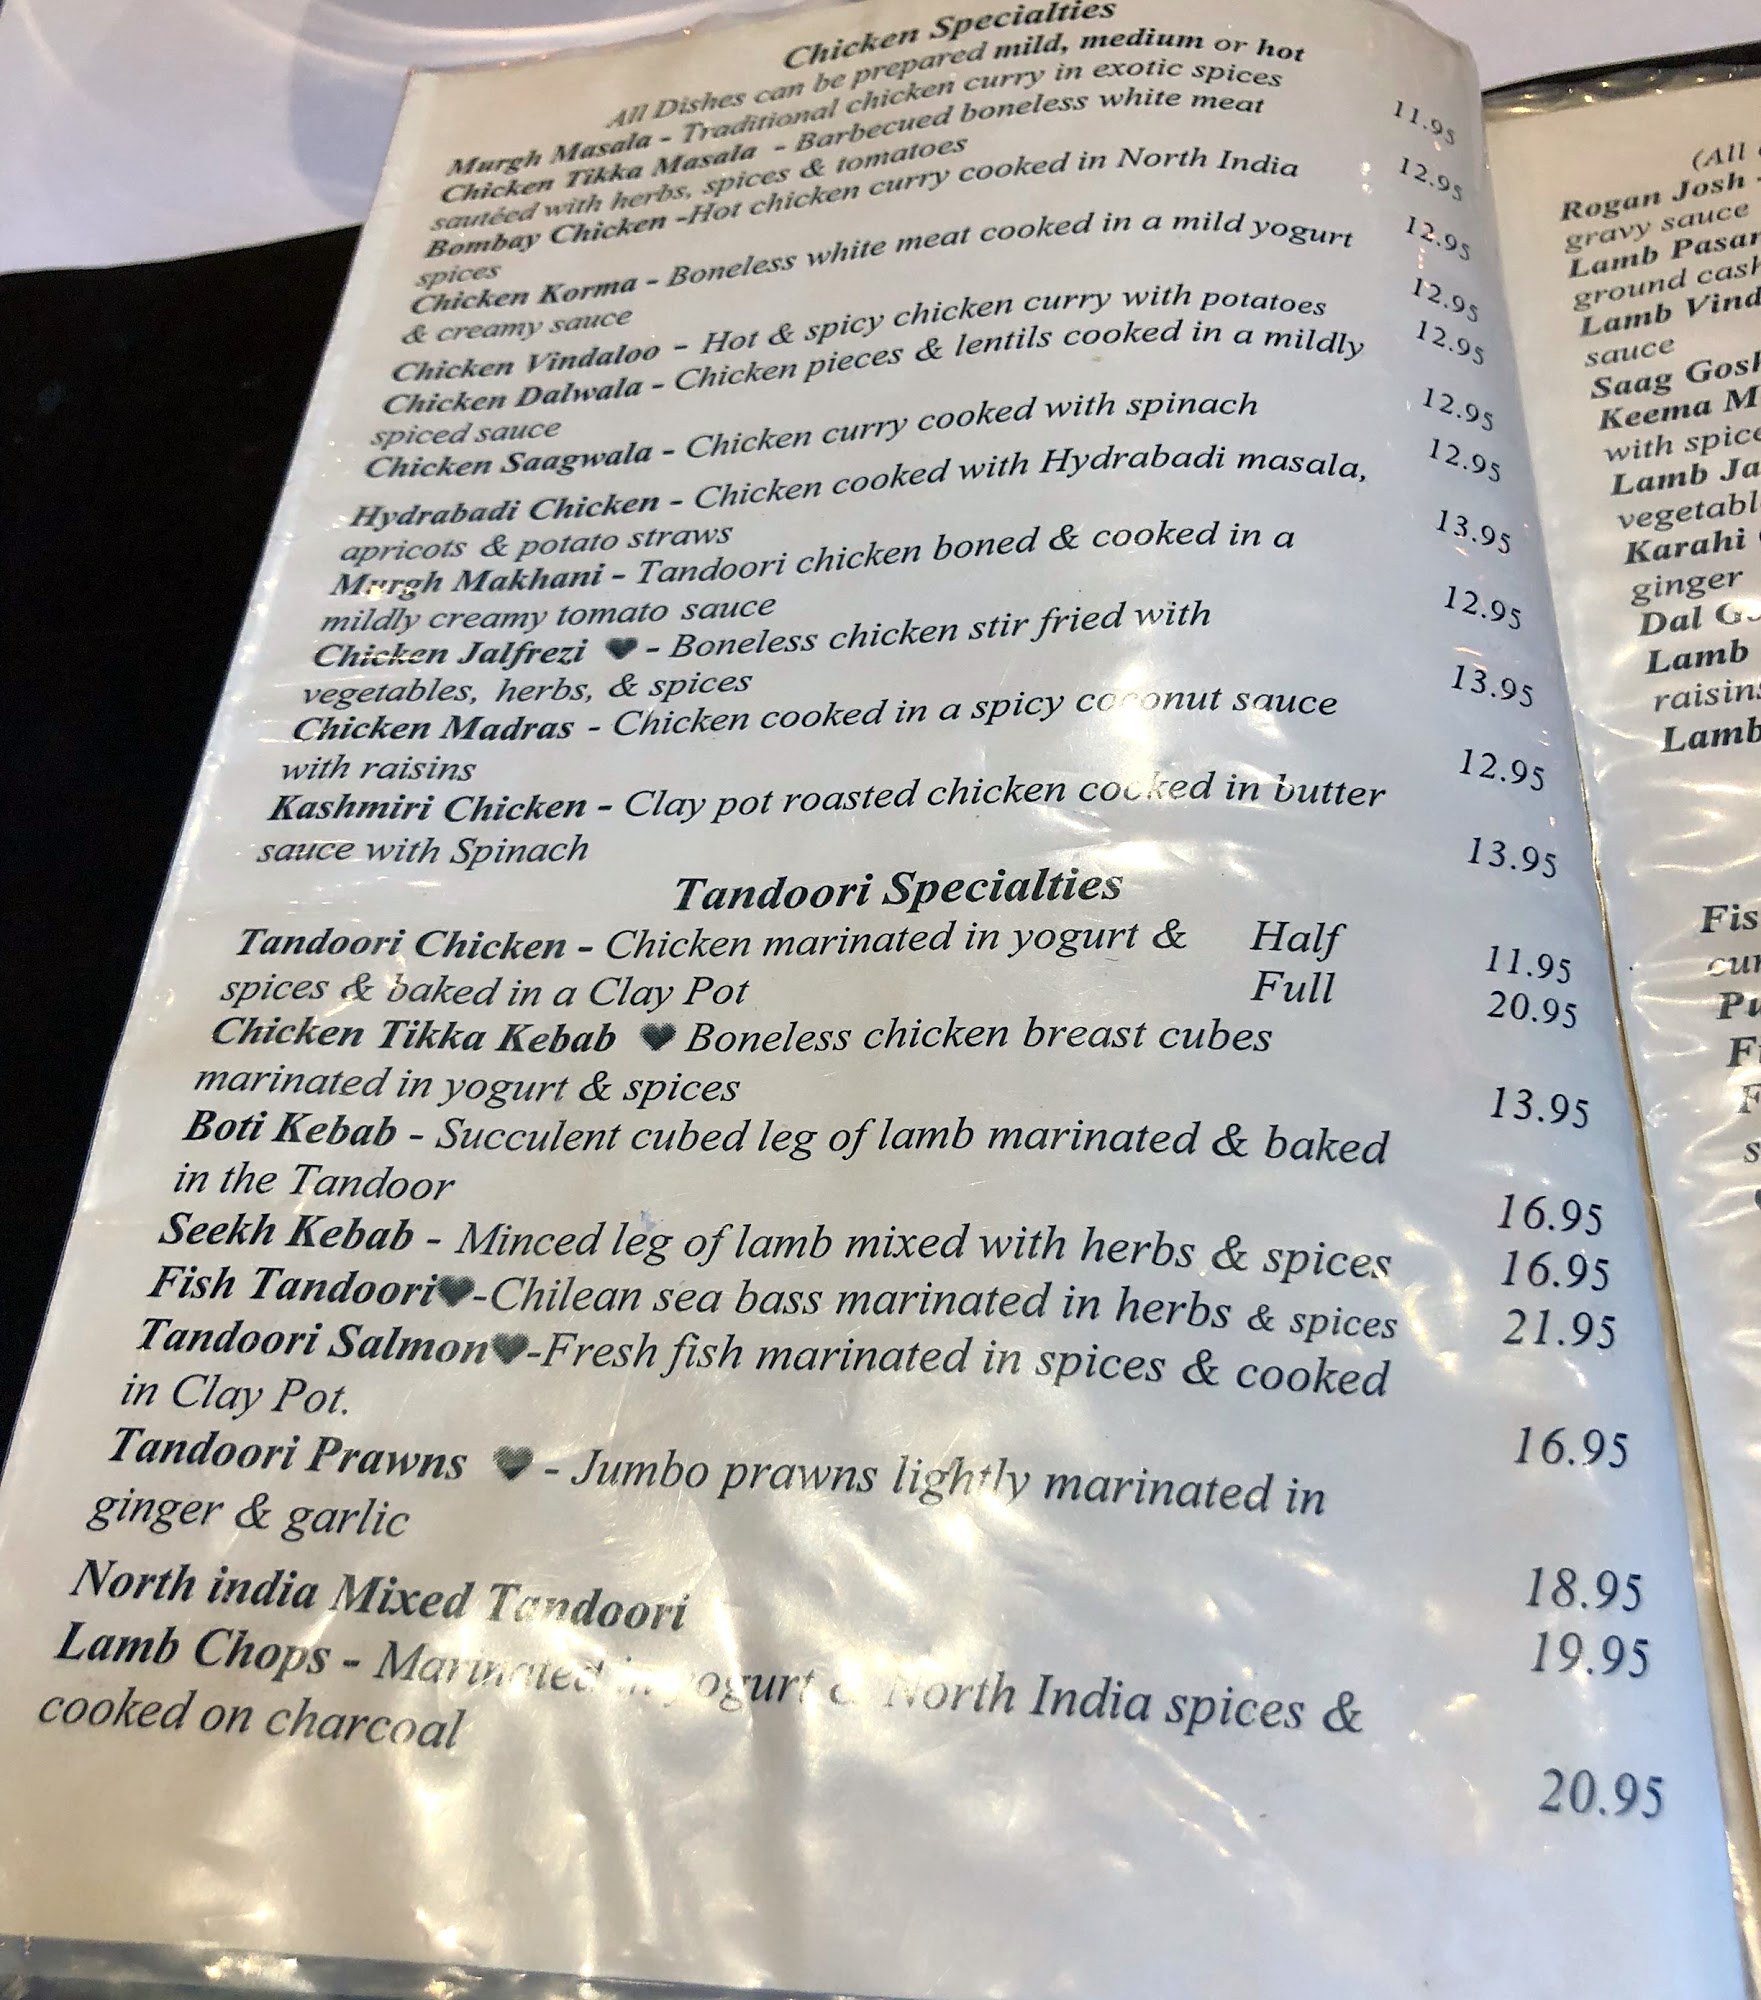 Chicken Specialties
All Dishes can be prepared mild, medium or hot
Murgh Masala - Traditional chicken curry in exotic spices 11.95
Chicken Tikka Masala - Barbecued boneless white meat
sautéed with herbs, spices & tomatoes 12.95
Bombay Chicken -Hot chicken curry cooked in North India
spices 12.95
Chicken Korma - Boneless white meat cooked in a mild yogurt
& creamy sauce 12.95
Chicken Vindaloo - Hot & spicy chicken curry with potatoes 12.95
Chicken Dalwala - Chicken pieces & lentils cooked in a mildly
spiced sauce 12.95
Chicken Saagwala - Chicken curry cooked with spinach 12.95
Hydrabadi Chicken - Chicken cooked with Hydrabadi masala,
apricots & potato straws 13.95
Murgh Makhani - Tandoori chicken boned & cooked in a
mildly creamy tomato sauce 12.95
Chicken Jalfrezi ♥ - Boneless chicken stir fried with
vegetables, herbs, & spices 13.95
Chicken Madras - Chicken cooked in a spicy coconut sauce
with raisins 12.95
Kashmiri Chicken - Clay pot roasted chicken cooked in butter
sauce with Spinach 13.95
Tandoori Specialties
Tandoori Chicken - Chicken marinated in yogurt & Half 11.95
spices & baked in a Clay Pot Full 20.95
Chicken Tikka Kebab ♥ Boneless chicken breast cubes
marinated in yogurt & spices 13.95
Boti Kebab - Succulent cubed leg of lamb marinated & baked
in the Tandoor 16.95
Seekh Kebab - Minced leg of lamb mixed with herbs & spices 16.95
Fish Tandoori♥-Chilean sea bass marinated in herbs & spices 21.95
Tandoori Salmon♥-Fresh fish marinated in spices & cooked
in Clay Pot. 16.95
Tandoori Prawns ♥ - Jumbo prawns lightly marinated in
ginger & garlic 18.95
North india Mixed Tandoori 19.95
Lamb Chops - Marinated in yogurt & North India spices &
cooked on charcoal 20.95
(All
Rogan Josh -
gravy sauce
Lamb
ground
Lamb
sauce
Saag
Keema
with
Lamb
Karahi
ginger
Dal
Lamb
Lamb